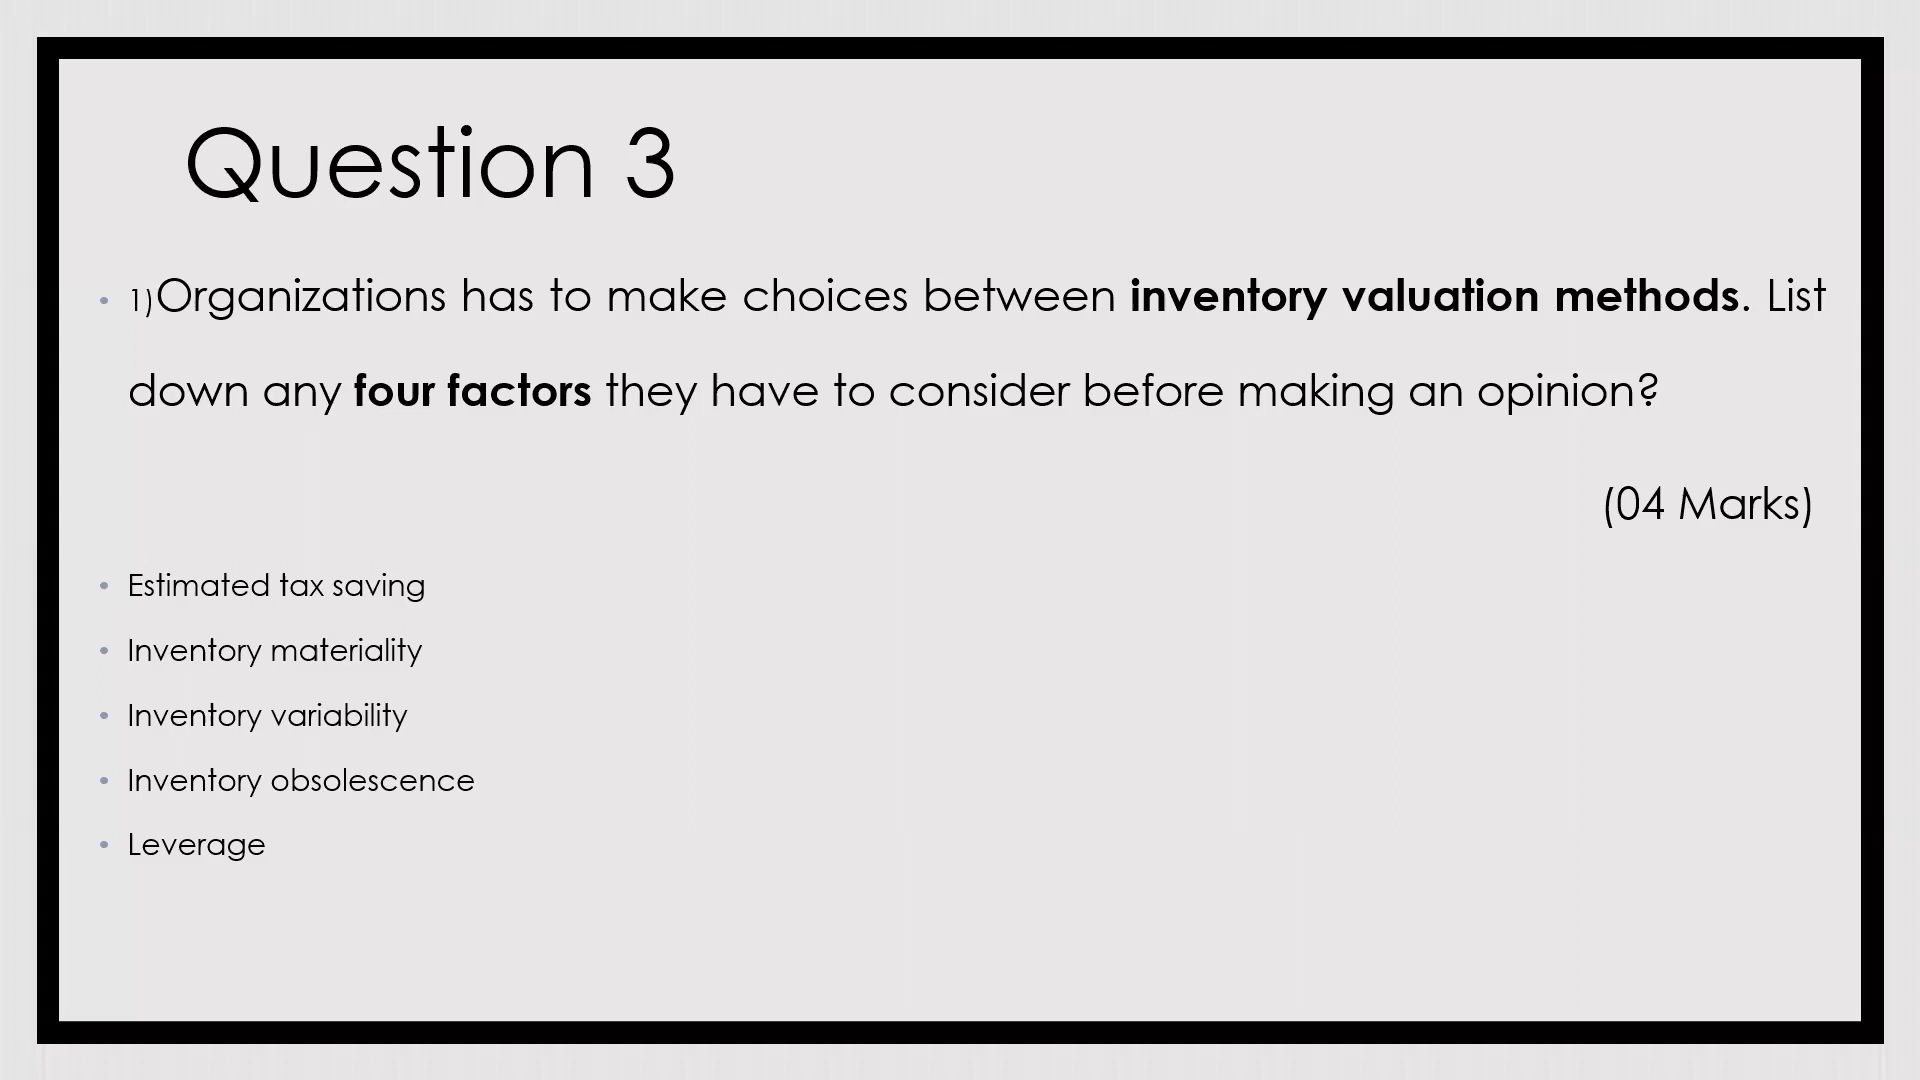 Question 3
• 1)Organizations has to make choices between inventory valuation methods. List
down any four factors they have to consider before making an opinion?
(04 Marks)
• Estimated tax saving
• Inventory materiality
• Inventory variability
• Inventory obsolescence
• Leverage